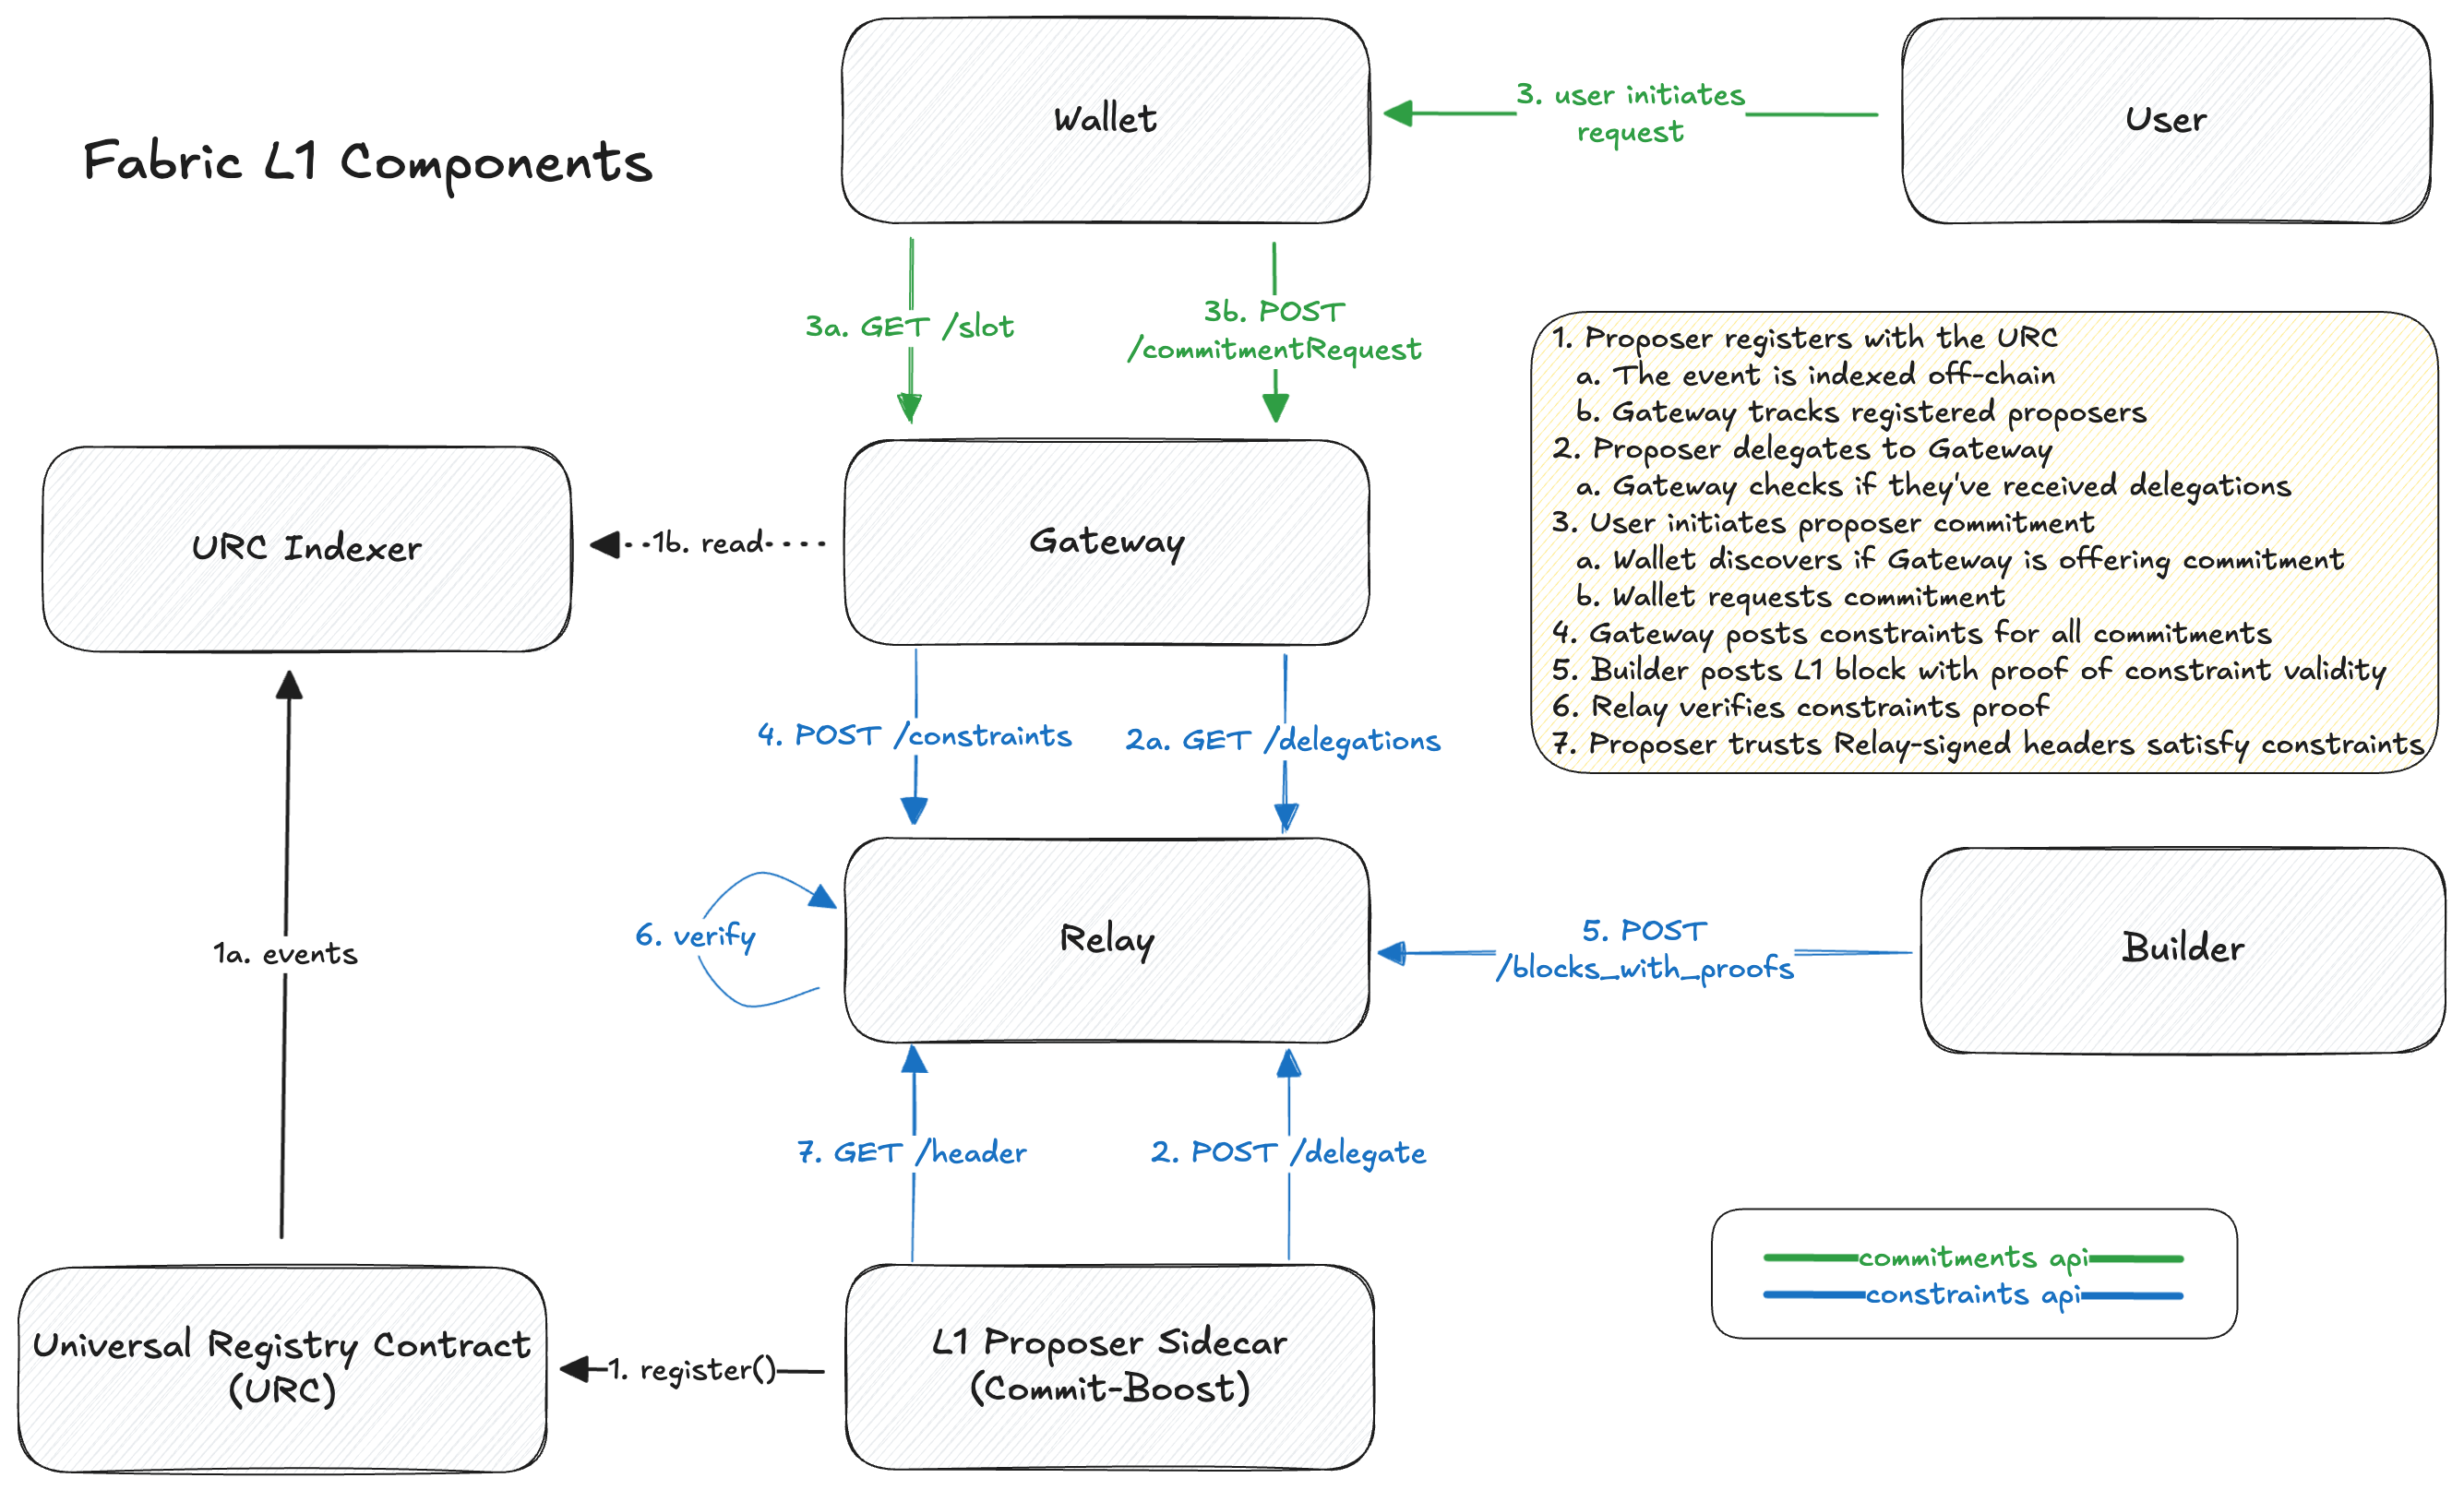 Fabric L1 Components
Wallet
3. user initiates
request
User
3a. GET /slot
3b. POST
/commitmentRequest
1. Proposer registers with the URC
a. The event is indexed off-chain
b. Gateway tracks registered proposers
2. Proposer delegates to Gateway
a. Gateway checks if they've received delegations
3. User initiates proposer commitment
a. Wallet discovers if Gateway is offering commitment
b. Wallet requests commitment
4. Gateway posts constraints for all commitments
5. Builder posts L1 block with proof of constraint validity
6. Relay verifies constraints proof
7. Proposer trusts Relay-signed headers satisfy constraints
URC Indexer
1b. read
Gateway
4. POST /constraints
2a. GET /delegations
1a. events
6. verify
Relay
5. POST
/blocks_with_proofs
Builder
7. GET /header
2. POST /delegate
commitments api
constraints api
Universal Registry Contract
(URC)
1. register()
L1 Proposer Sidecar
(Commit-Boost)